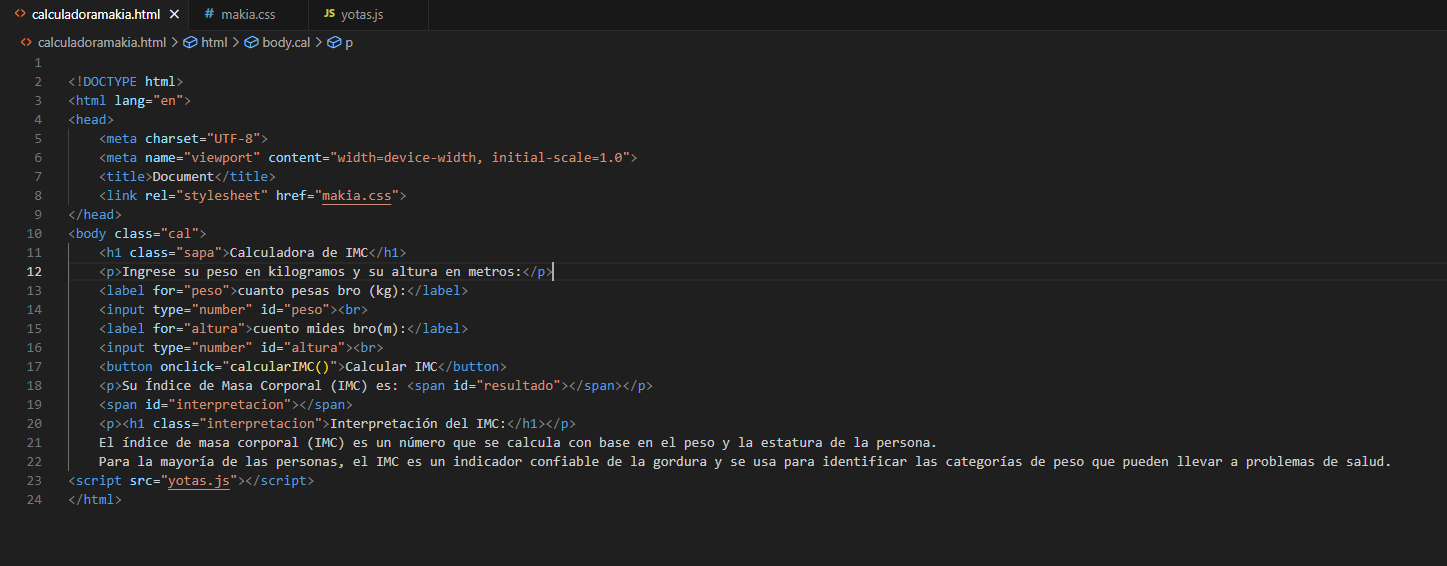 calculadoramakia.html makia.css JS yotas.js
calculadoramakia.html > html > body.cal > p
1
2 <!DOCTYPE html>
3 <html lang="en">
4 <head>
5 <meta charset="UTF-8">
6 <meta name="viewport" content="width=device-width, initial-scale=1.0">
7 <title>Document</title>
8 <link rel="stylesheet" href="makia.css">
9 </head>
10 <body class="cal">
11 <h1 class="sapa">Calculadora de IMC</h1>
12 <p>Ingrese su peso en kilogramos y su altura en metros:</p>
13 <label for="peso">cuanto pesas bro (kg):</label>
14 <input type="number" id="peso"><br>
15 <label for="altura">cuento mides bro(m):</label>
16 <input type="number" id="altura"><br>
17 <button onclick="calcularIMC()">Calcular IMC</button>
18 <p>Su Índice de Masa Corporal (IMC) es: <span id="resultado"></span></p>
19 <span id="interpretacion"></span>
20 <p><h1 class="interpretacion">Interpretación del IMC:</h1></p>
21 El índice de masa corporal (IMC) es un número que se calcula con base en el peso y la estatura de la persona.
22 Para la mayoría de las personas, el IMC es un indicador confiable de la gordura y se usa para identificar las categorías de peso que pueden llevar a problemas de salud.
23 <script src="yotas.js"></script>
24 </html>